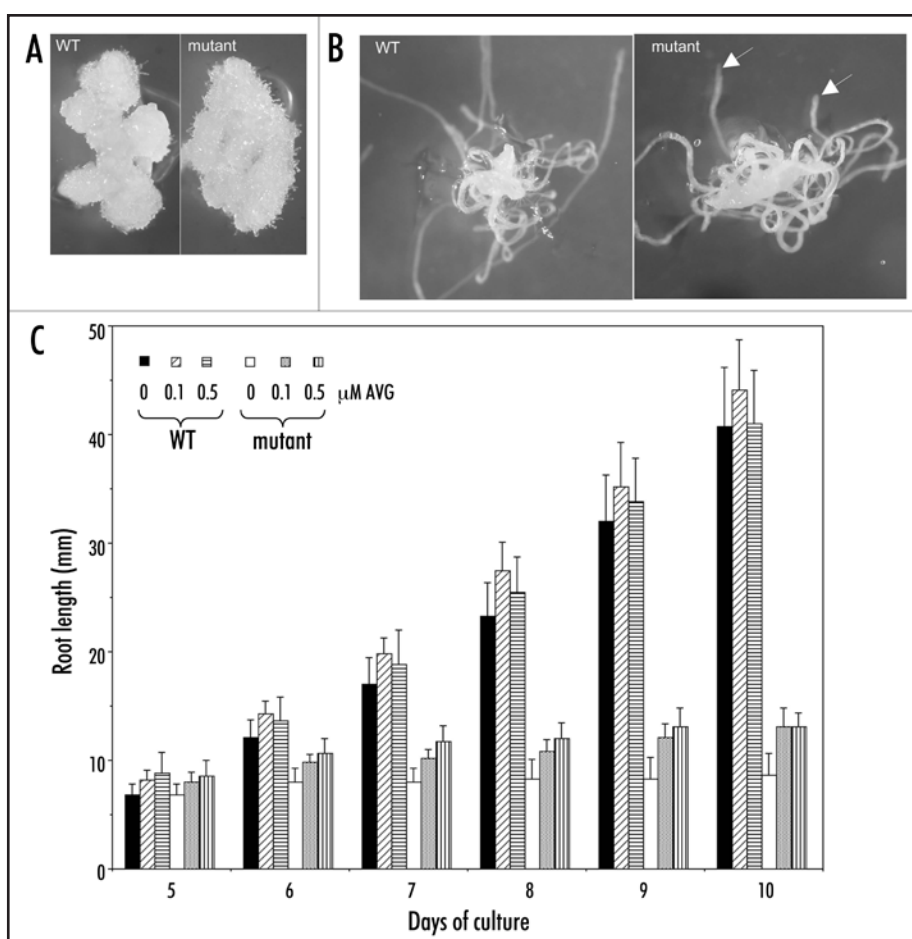 A
WT
mutant
B
WT
mutant
C
0 0.1 0.5 0 0.1 0.5 μM AVG
WT mutant
Root length (mm)
50
40
30
20
10
0
5 6 7 8 9 10
Days of culture